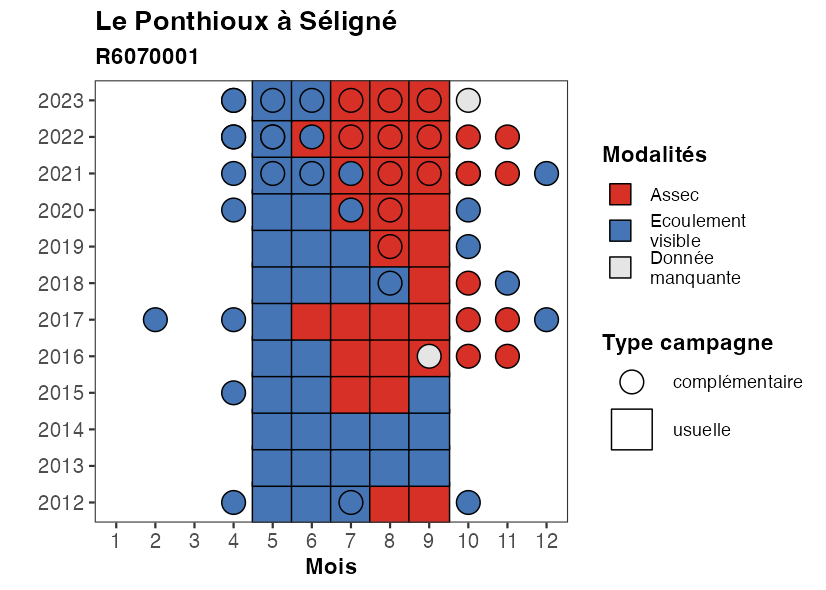 Le Ponthioux à Séligné
R6070001
2023
2022
2021
2020
2019
2018
2017
2016
2015
2014
2013
2012
1 2 3 4 5 6 7 8 9 10 11 12
Mois
Modalités
Assec
Ecoulement
visible
Donnée
manquante
Type campagne
complémentaire
usuelle